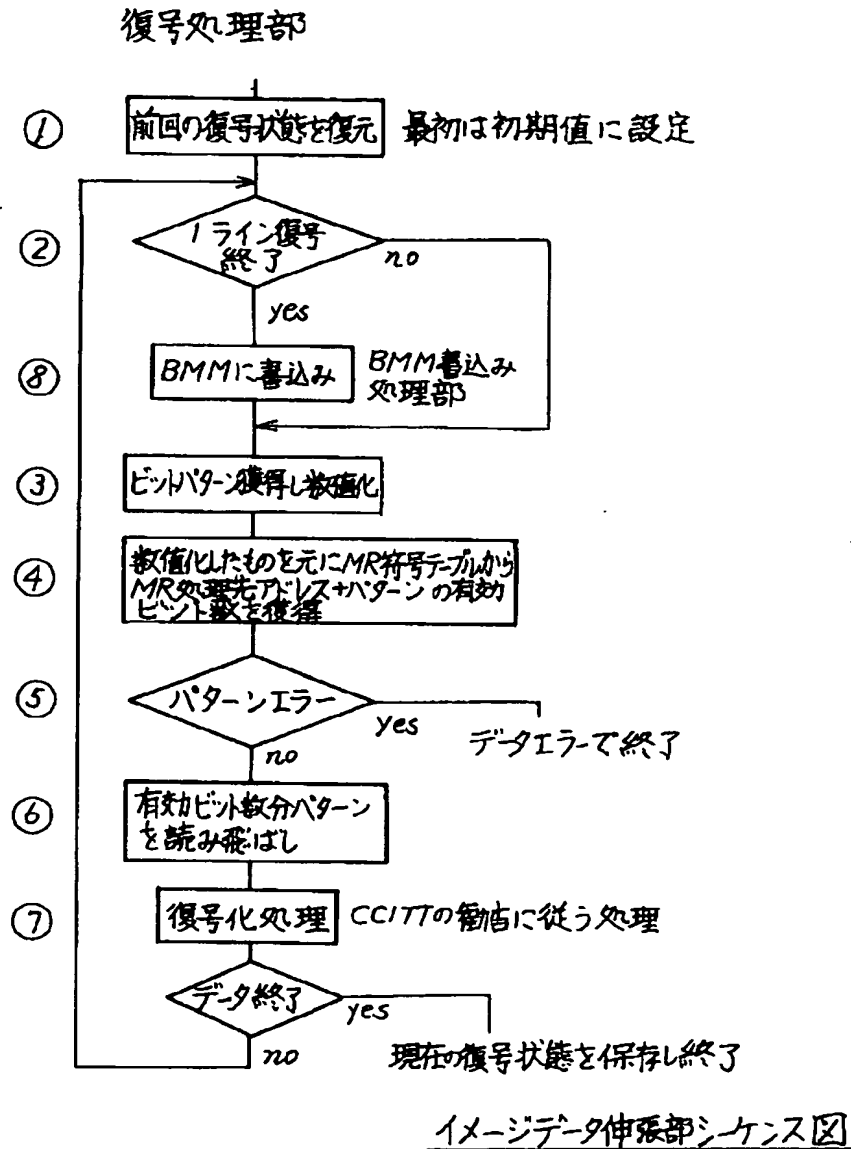 復号処理部
① 前回の復号状態を復元 最初は初期値に設定
② 1ライン復号
終了
no
yes
⑧ BMMに書込み BMM書込み
処理部
③ ビットパターン獲得し数値化
④ 数値化したものを元にMR符号テーブルから
MR処理先アドレス+パターンの有効
ビット数を獲得
⑤ パターンエラー
yes
データエラーで終了
no
⑥ 有効ビット数分パターン
を読み飛ばし
⑦ 復号化処理 CCITTの勧告に従う処理
データ終了
yes
no
現在の復号状態を保存し終了
イメージデータ伸張部シーケンス図